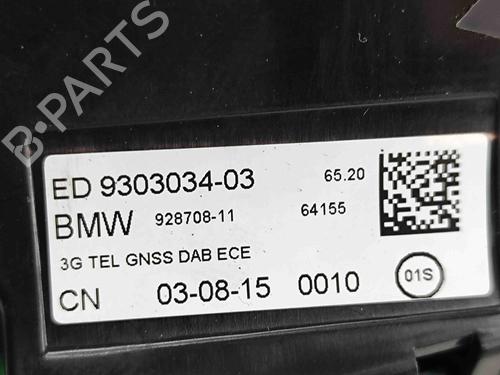 B-PARTS
ED 9303034-03 65.20
BMW 928708-11 64155
3G TEL GNSS DAB ECE
CN 03-08-15 0010 01S